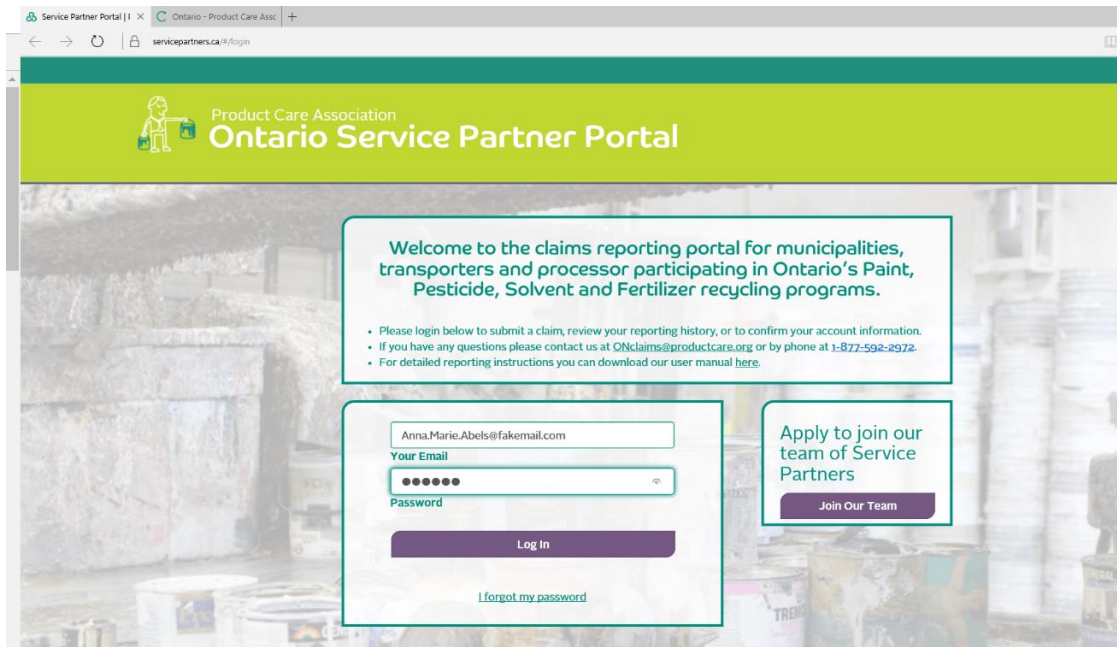 Service Partner Portal | F
Ontario - Product Care Assc
servicepartners.ca/#/login
Product Care Association
Ontario Service Partner Portal
Welcome to the claims reporting portal for municipalities,
transporters and processor participating in Ontario's Paint,
Pesticide, Solvent and Fertilizer recycling programs.
• Please login below to submit a claim, review your reporting history, or to confirm your account information.
• If you have any questions please contact us at ONclaims@productcare.org or by phone at 1-877-592-2972.
• For detailed reporting instructions you can download our user manual here.
Anna.Marie.Abels@fakemail.com
Your Email
●●●●●●
Password
Log In
I forgot my password
Apply to join our
team of Service
Partners
Join Our Team